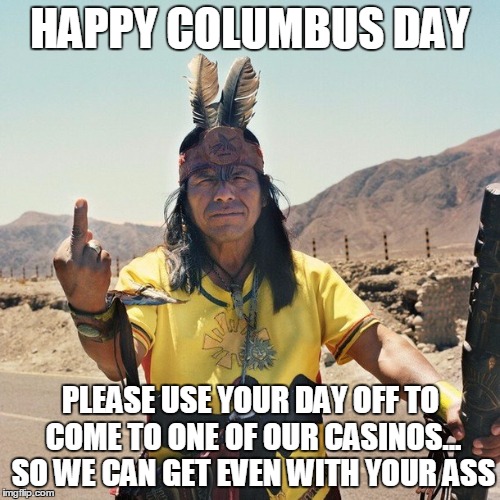 HAPPY COLUMBUS DAY
PLEASE USE YOUR DAY OFF TO
COME TO ONE OF OUR CASINOS...
SO WE CAN GET EVEN WITH YOUR ASS
imgflip.com